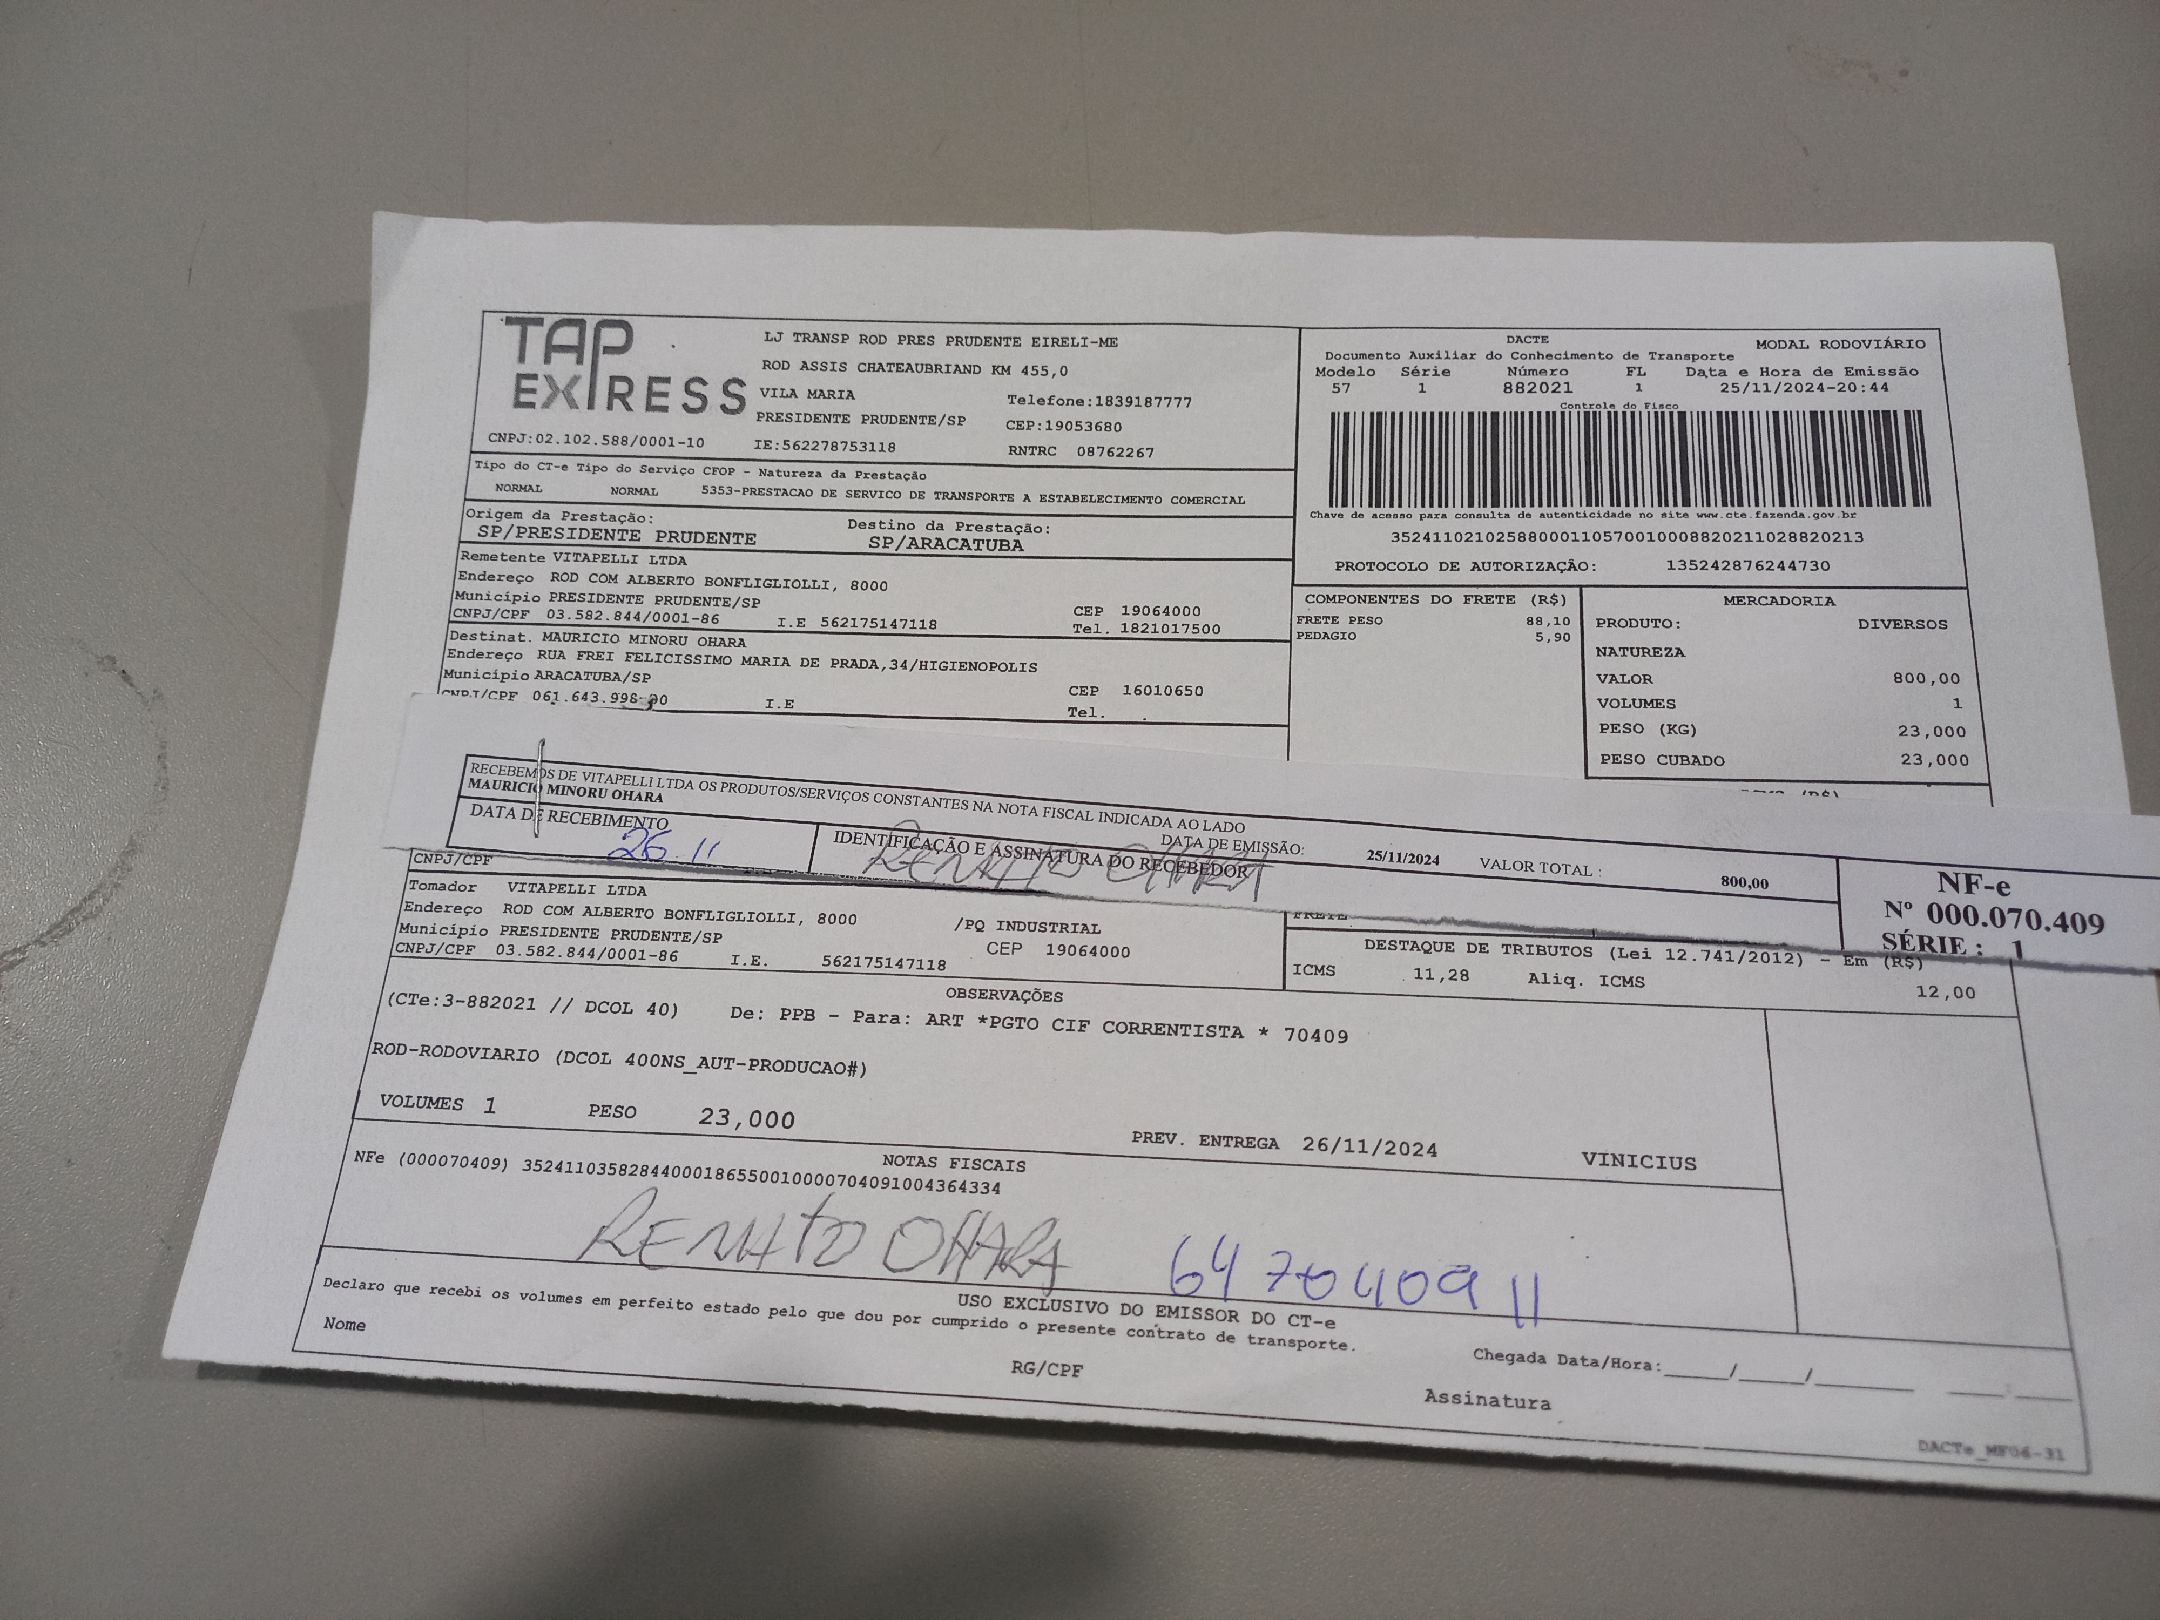 TAP EXPRESS
LJ TRANSP ROD PRES PRUDENTE EIRELI-ME
ROD ASSIS CHATEAUBRIAND KM 455,0
VILA MARIA Telefone:1839187777
PRESIDENTE PRUDENTE/SP CEP:19053680
CNPJ:02.102.588/0001-10 IE:562278753118 RNTRC 08762267
DACTE MODAL RODOVIÁRIO
Documento Auxiliar do Conhecimento de Transporte
Modelo Série Número FL Data e Hora de Emissão
57 1 882021 1 25/11/2024-20:44
Controle do Fisco
Chave de acesso para consulta de autenticidade no site www.cte.fazenda.gov.br
35241102102588000110570010008820211028820213
PROTOCOLO DE AUTORIZAÇÃO: 135242876244730
Tipo do CT-e Tipo do Serviço CFOP - Natureza da Prestação
NORMAL NORMAL 5353-PRESTACAO DE SERVICO DE TRANSPORTE A ESTABELECIMENTO COMERCIAL
Origem da Prestação: Destino da Prestação:
SP/PRESIDENTE PRUDENTE SP/ARACATUBA
Remetente VITAPELLI LTDA
Endereço ROD COM ALBERTO BONFLIGLIOLLI, 8000
Município PRESIDENTE PRUDENTE/SP CEP 19064000
CNPJ/CPF 03.582.844/0001-86 I.E 562175147118 Tel. 1821017500
Destinat. MAURICIO MINORU OHARA
Endereço RUA FREI FELICISSIMO MARIA DE PRADA,34/HIGIENOPOLIS
Município ARACATUBA/SP CEP 16010650
CNPJ/CPF 061.643.998- I.E Tel.
COMPONENTES DO FRETE (R$)
FRETE PESO 88,10
PEDAGIO 5,90
MERCADORIA
PRODUTO: DIVERSOS
NATUREZA
VALOR 800,00
VOLUMES 1
PESO (KG) 23,000
PESO CUBADO 23,000
RECEBEMOS DE VITAPELLI LTDA OS PRODUTOS/SERVIÇOS CONSTANTES NA NOTA FISCAL INDICADA AO LADO
MAURICIO MINORU OHARA
DATA DE EMISSÃO: 25/11/2024 VALOR TOTAL : 800,00
DATA DE RECEBIMENTO IDENTIFICAÇÃO E ASSINATURA DO RECEBEDOR
26.11 RENATO OHARA
NF-e
Nº 000.070.409
SÉRIE : 1
CNPJ/CPF
Tomador VITAPELLI LTDA
Endereço ROD COM ALBERTO BONFLIGLIOLLI, 8000 /PQ INDUSTRIAL
Município PRESIDENTE PRUDENTE/SP CEP 19064000
CNPJ/CPF 03.582.844/0001-86 I.E. 562175147118
DESTAQUE DE TRIBUTOS (Lei 12.741/2012) - Em (R$)
ICMS 11,28 Aliq. ICMS 12,00
OBSERVAÇÕES
(CTe:3-882021 // DCOL 40) De: PPB - Para: ART *PGTO CIF CORRENTISTA * 70409
ROD-RODOVIARIO (DCOL 400NS_AUT-PRODUCAO#)
VOLUMES 1 PESO 23,000 PREV. ENTREGA 26/11/2024 VINICIUS
NOTAS FISCAIS
NFe (000070409) 35241103582844000186550010000704091004364334
RENATO OHARA 64704091
USO EXCLUSIVO DO EMISSOR DO CT-e
Declaro que recebi os volumes em perfeito estado pelo que dou por cumprido o presente contrato de transporte.
Nome RG/CPF Assinatura Chegada Data/Hora:____/____/______ ____:____
DACTe_MF06-31